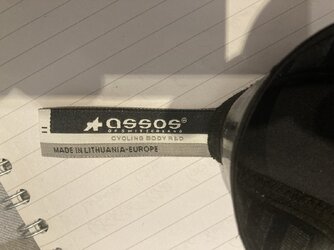 assos®
OF SWITZERLAND
CYCLING BODY R&D
MADE IN LITHUANIA-EUROPE